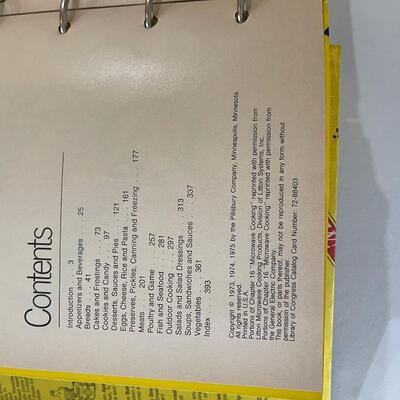 Contents
Introduction . . 3
Appetizers and Beverages . . . 25
Breads . . . 41
Cakes and Frostings . . . 73
Cookies and Candy . . . 97
Desserts, Sauces and Pies . . . 121
Eggs, Cheese, Rice and Pasta . . . 161
Preserves, Pickles, Canning and Freezing . . . 177
Meats . . . 201
Poultry and Game . . . 257
Fish and Seafood . . . 281
Outdoor Cooking . . . 297
Salads and Salad Dressings . . . 313
Soups, Sandwiches and Sauces . . . 337
Vegetables . . . 361
Index . . . 393
Copyright © 1973, 1974, 1975 by the Pillsbury Company, Minneapolis, Minnesota.
All rights reserved.
Printed in U.S.A.
Portions of Chapter 16 "Microwave Cooking" reprinted with permission from
Litton Microwave Cooking Products, Division of Litton Systems, Inc.
Portions of Chapter 16 "Microwave Cooking" reprinted with permission from
the General Electric Company.
This book, or parts thereof, may not be reproduced in any form without
permission of the publisher.
Library of Congress Catalog Card Number: 72-88403